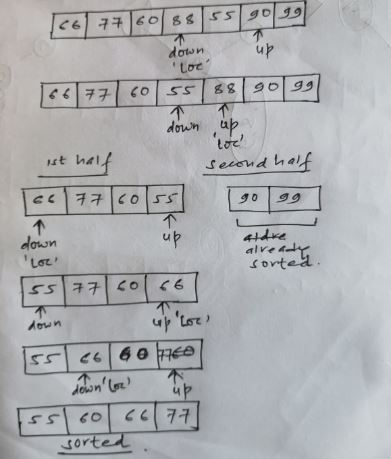 66 77 60 88 55 90 99
down up
'Loc'
66 77 60 55 88 90 99
down up
'Loc'
1st half second half
66 77 60 55 90 99
down up
'Loc'
already
sorted.
55 77 60 66
down up 'Loc'
55 66 60 77
down 'Loc' up
55 60 66 77
sorted.